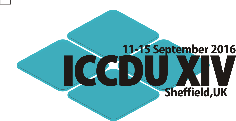 11-15 September 2016
ICCDU XIV
Sheffield,UK